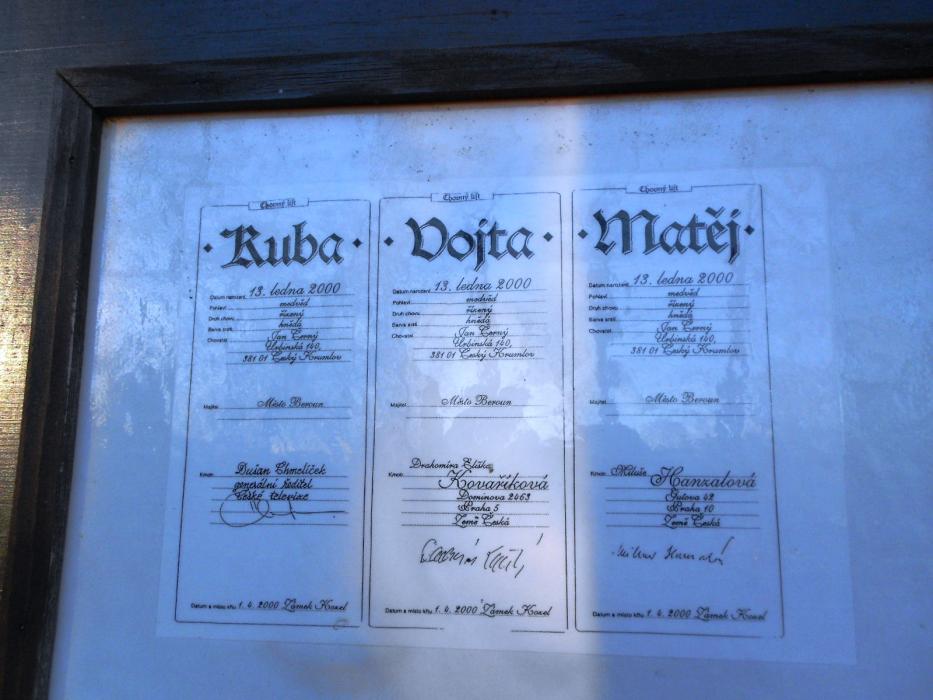 Chovný list
• Kuba •
Datum narození 13. ledna 2000
Pohlaví medvěd
Druh chovu řízený
Barva srsti hnědá
Chovatel Jan Černý
Urbinská 140,
381 01 Český Krumlov
Majitel Město Beroun
Kmotr Dušan Chmelíček
generální ředitel
České televize
Datum a místo křtu 1. 4. 2000 Zámek Kozel
Chovný list
• Vojta •
Datum narození 13. ledna 2000
Pohlaví medvěd
Druh chovu řízený
Barva srsti hnědá
Chovatel Jan Černý
Urbinská 140,
381 01 Český Krumlov
Majitel Město Beroun
Drahomíra Eliška
Kmotr Kovaříková
Dominova 2463
Praha 5
Země Česká
Datum a místo křtu 1. 4. 2000 Zámek Kozel
Chovný list
• Matěj •
Datum narození 13. ledna 2000
Pohlaví medvěd
Druh chovu řízený
Barva srsti hnědá
Chovatel Jan Černý
Urbinská 140,
381 01 Český Krumlov
Majitel Město Beroun
Kmotr Miluše Hanzalová
Gutova 42
Praha 10
Země Česká
Datum a místo křtu 1. 4. 2000 Zámek Kozel